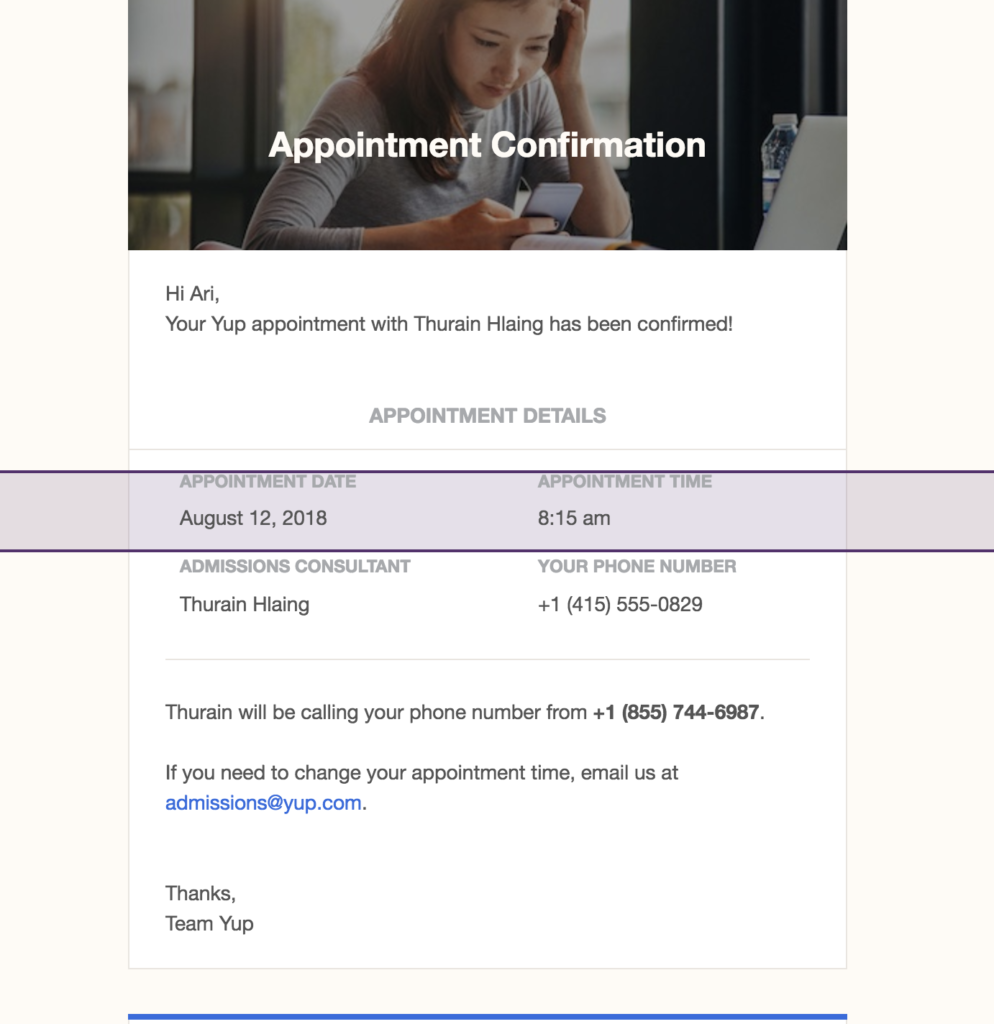 Appointment Confirmation
Hi Ari,
Your Yup appointment with Thurain Hlaing has been confirmed!
APPOINTMENT DETAILS
APPOINTMENT DATE APPOINTMENT TIME
August 12, 2018 8:15 am
ADMISSIONS CONSULTANT YOUR PHONE NUMBER
Thurain Hlaing +1 (415) 555-0829
Thurain will be calling your phone number from +1 (855) 744-6987.
If you need to change your appointment time, email us at
admissions@yup.com.
Thanks,
Team Yup